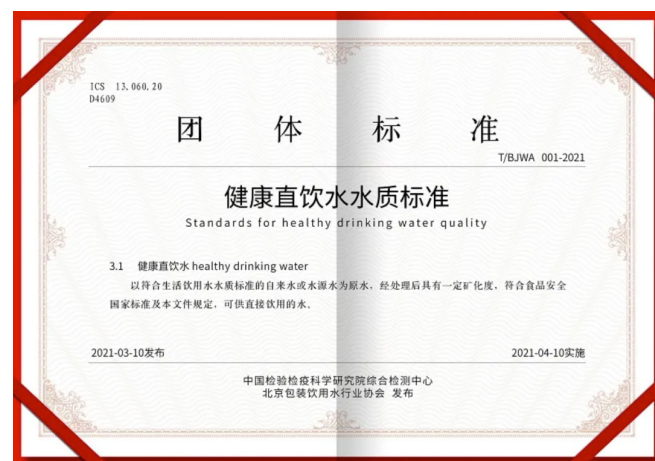 ICS 13.060.20
D4609
团体标准
T/BJWA 001-2021
健康直饮水水质标准
Standards for healthy drinking water quality
3.1 健康直饮水 healthy drinking water
以符合生活饮用水水质标准的自来水或水源水为原水，经处理后具有一定矿化度，符合食品安全
国家标准及本文件规定，可供直接饮用的水。
2021-03-10发布
2021-04-10实施
中国检验检疫科学研究院综合检测中心
北京包装饮用水行业协会 发布